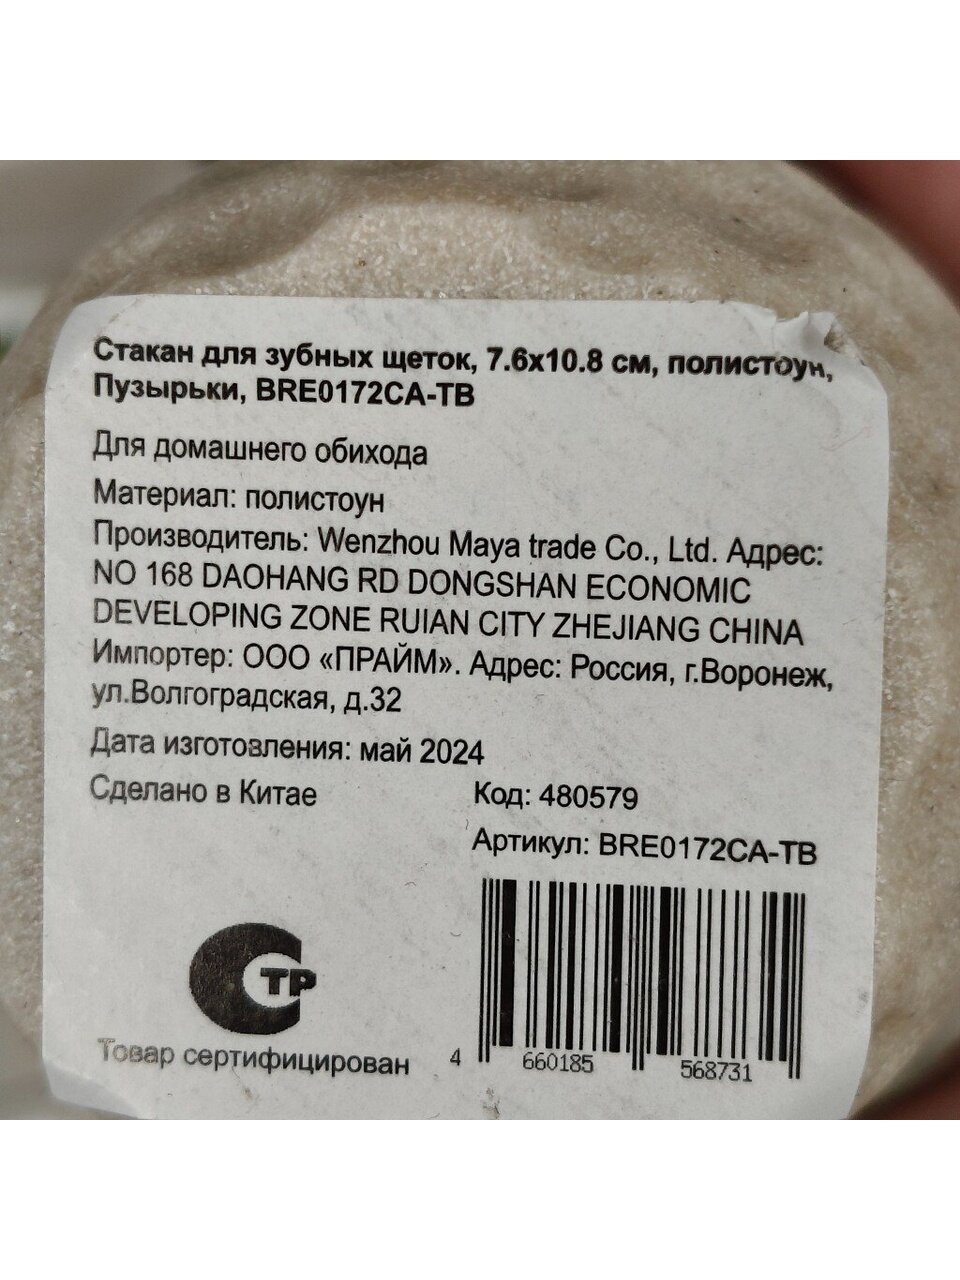 Стакан для зубных щеток, 7.6х10.8 см, полистоун,
Пузырьки, BRE0172CA-TB
Для домашнего обихода
Материал: полистоун
Производитель: Wenzhou Maya trade Co., Ltd. Адрес:
NO 168 DAOHANG RD DONGSHAN ECONOMIC
DEVELOPING ZONE RUIAN CITY ZHEJIANG CHINA
Импортер: ООО «ПРАЙМ». Адрес: Россия, г.Воронеж,
ул.Волгоградская, д.32
Дата изготовления: май 2024
Сделано в Китае
Код: 480579
Артикул: BRE0172CA-TB
ТР
Товар сертифицирован
4 660185 568731